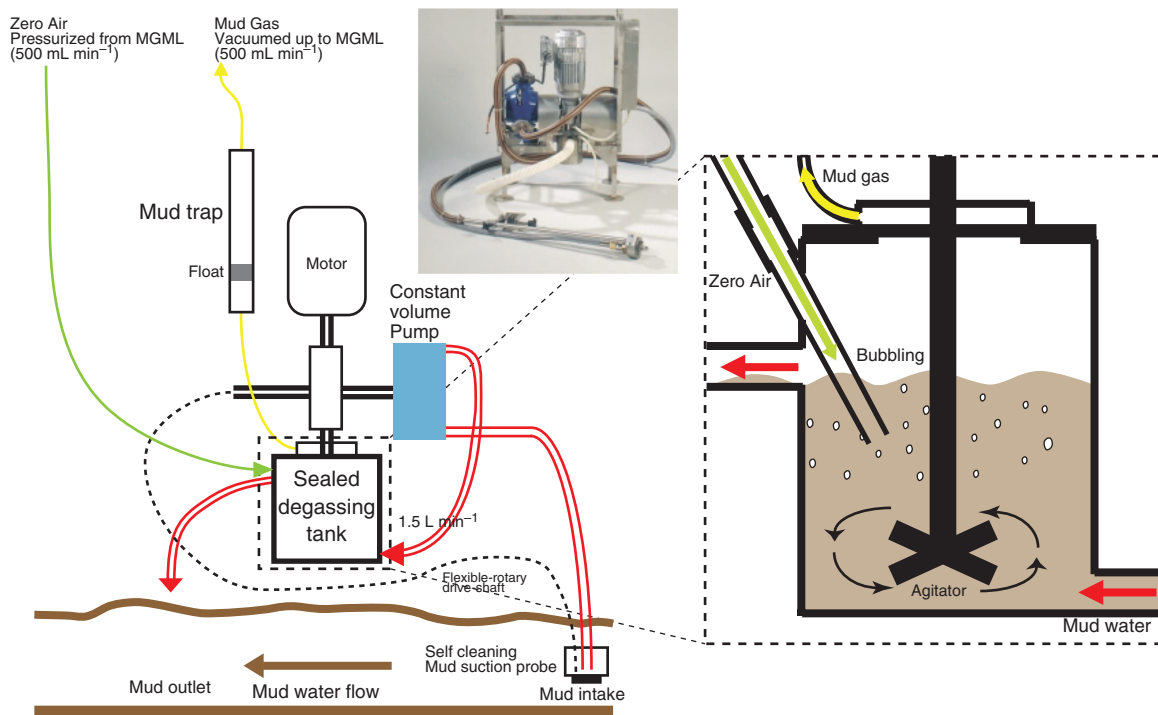 Zero Air
Pressurized from MGML
(500 mL min⁻¹)
Mud Gas
Vacuumed up to MGML
(500 mL min⁻¹)
Mud trap
Float
Motor
Constant
volume
Pump
Sealed
degassing
tank
1.5 L min⁻¹
Flexible-rotary
drive-shaft
Self cleaning
Mud suction probe
Mud intake
Mud outlet
Mud water flow
Mud gas
Zero Air
Bubbling
Agitator
Mud water